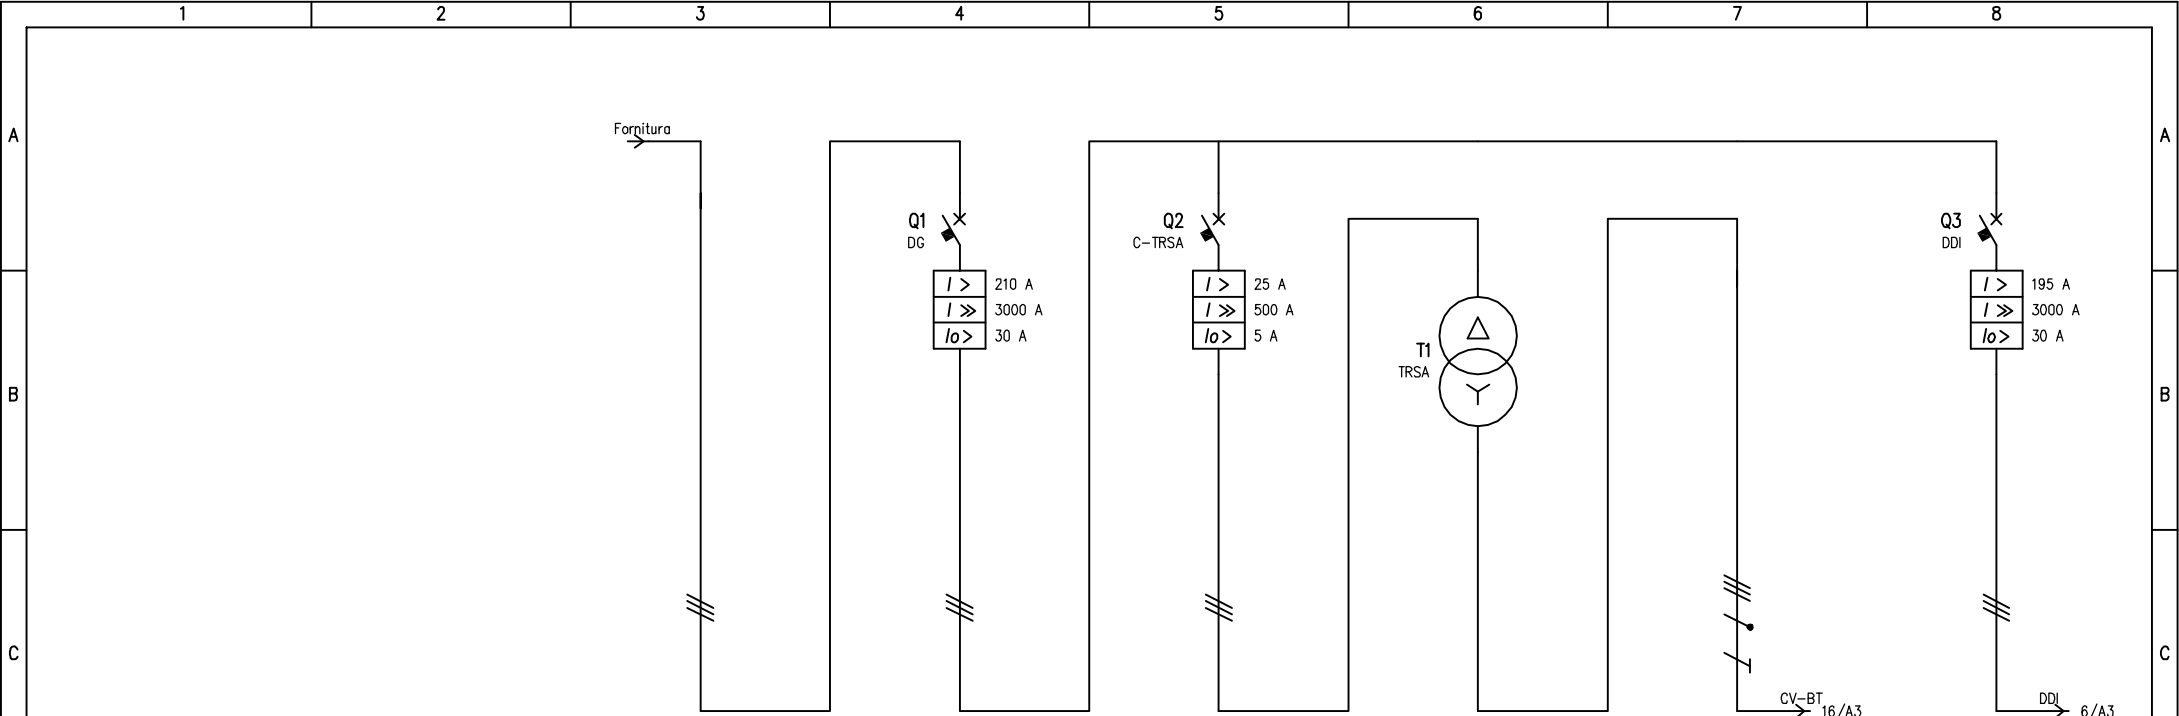 1 2 3 4 5 6 7 8
A A
Fornitura
Q1
DG
Q2
C-TRSA
Q3
DDI
I > 210 A
I >> 3000 A
Io > 30 A
I > 25 A
I >> 500 A
Io > 5 A
I > 195 A
I >> 3000 A
Io > 30 A
T1
TRSA
B B
C C
CV-BT 16/A3
DDI 6/A3